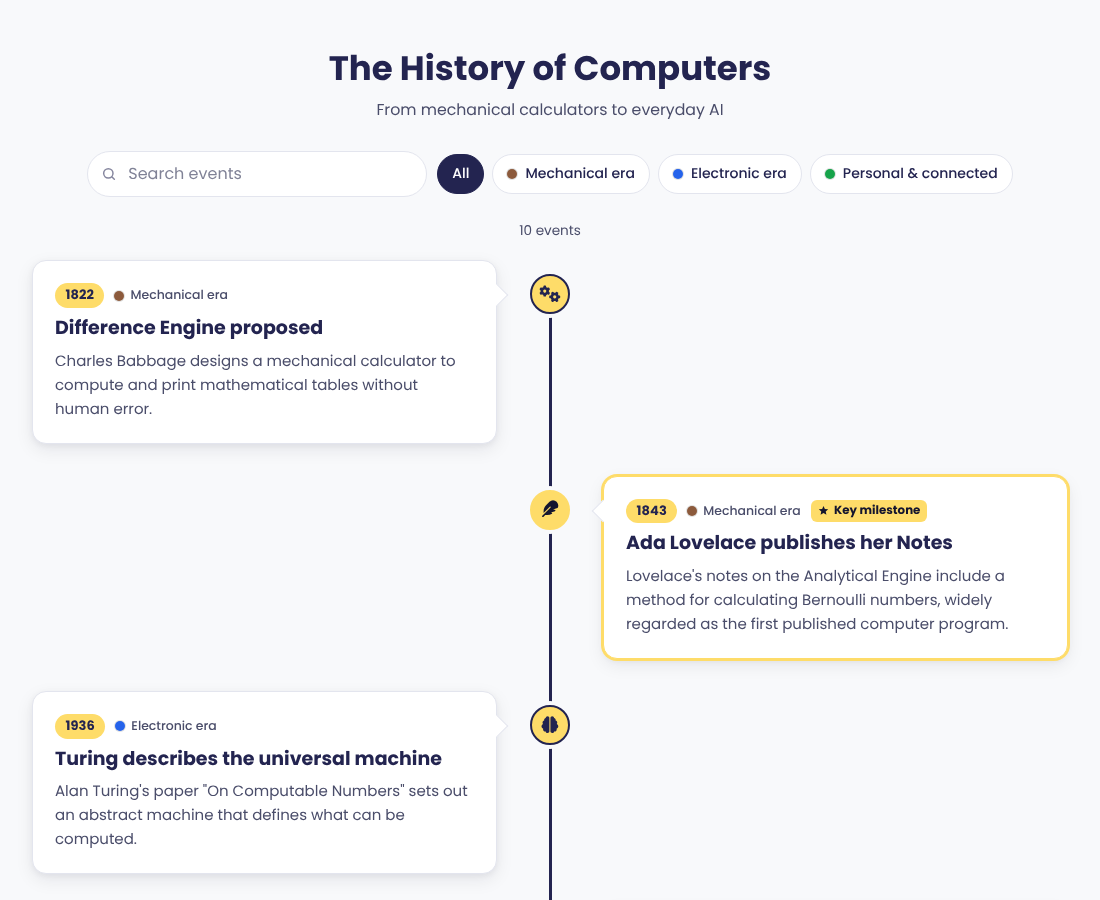 The History of Computers
From mechanical calculators to everyday AI
Search events
All
Mechanical era
Electronic era
Personal & connected
10 events
1822 Mechanical era
Difference Engine proposed
Charles Babbage designs a mechanical calculator to
compute and print mathematical tables without
human error.
1843 Mechanical era Key milestone
Ada Lovelace publishes her Notes
Lovelace's notes on the Analytical Engine include a
method for calculating Bernoulli numbers, widely
regarded as the first published computer program.
1936 Electronic era
Turing describes the universal machine
Alan Turing's paper "On Computable Numbers" sets out
an abstract machine that defines what can be
computed.